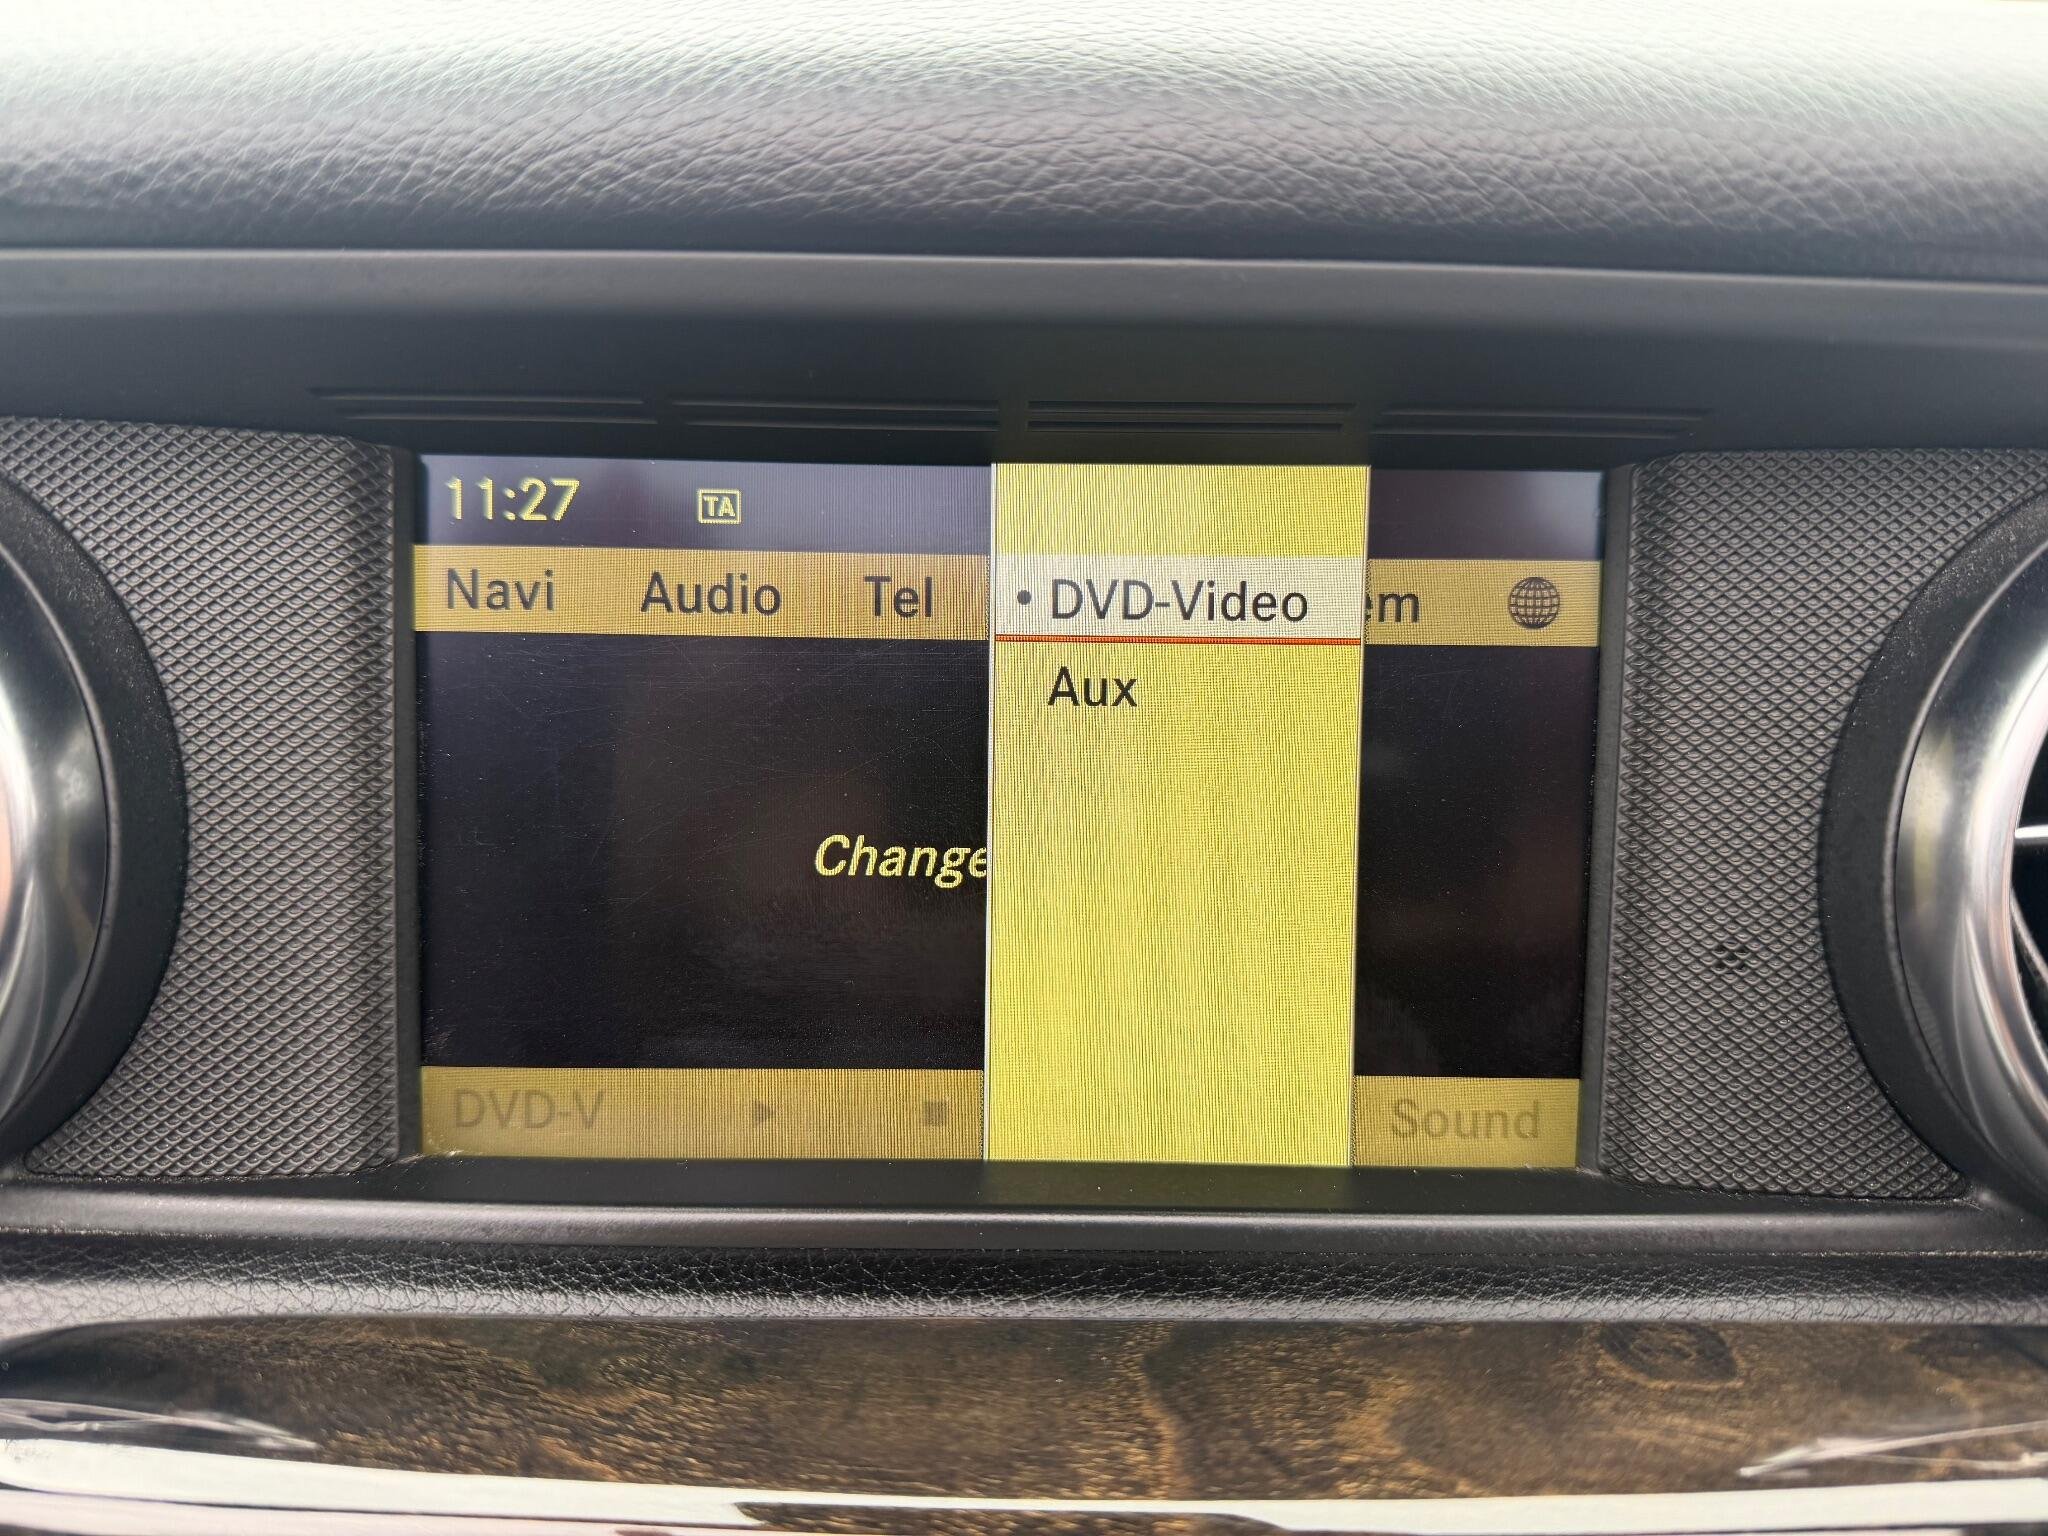 11:27 TA
Navi Audio Tel • DVD-Video em
Aux
Change
DVD-V Sound